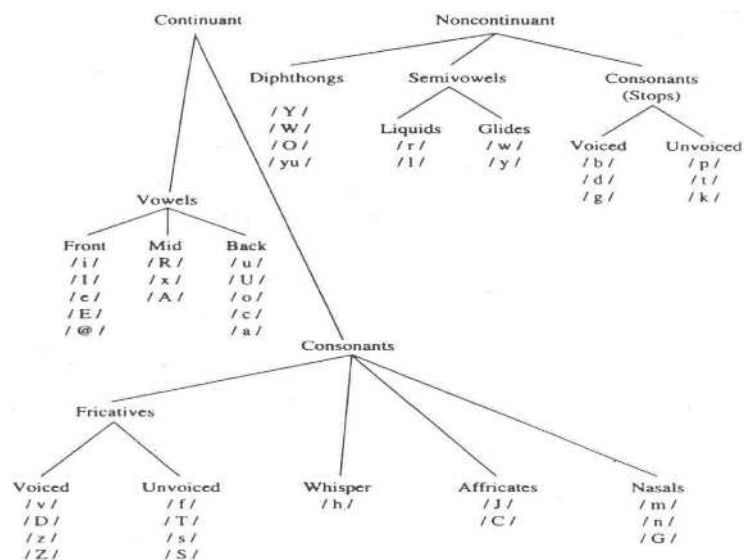 Continuant Noncontinuant
Diphthongs Semivowels Consonants
(Stops)
/ Y /
/ W / Liquids Glides
/ O / / r / / w / Voiced Unvoiced
/ yu / / l / / y / / b / / p /
/ d / / t /
/ g / / k /
Vowels
Front Mid Back
/ i / / R / / u /
/ I / / x / / U /
/ e / / A / / o /
/ E / / c /
/ @ / / a /
Consonants
Fricatives
Voiced Unvoiced Whisper Affricates Nasals
/ v / / f / / h / / J / / m /
/ D / / T / / C / / n /
/ z / / s / / G /
/ Z / / S /